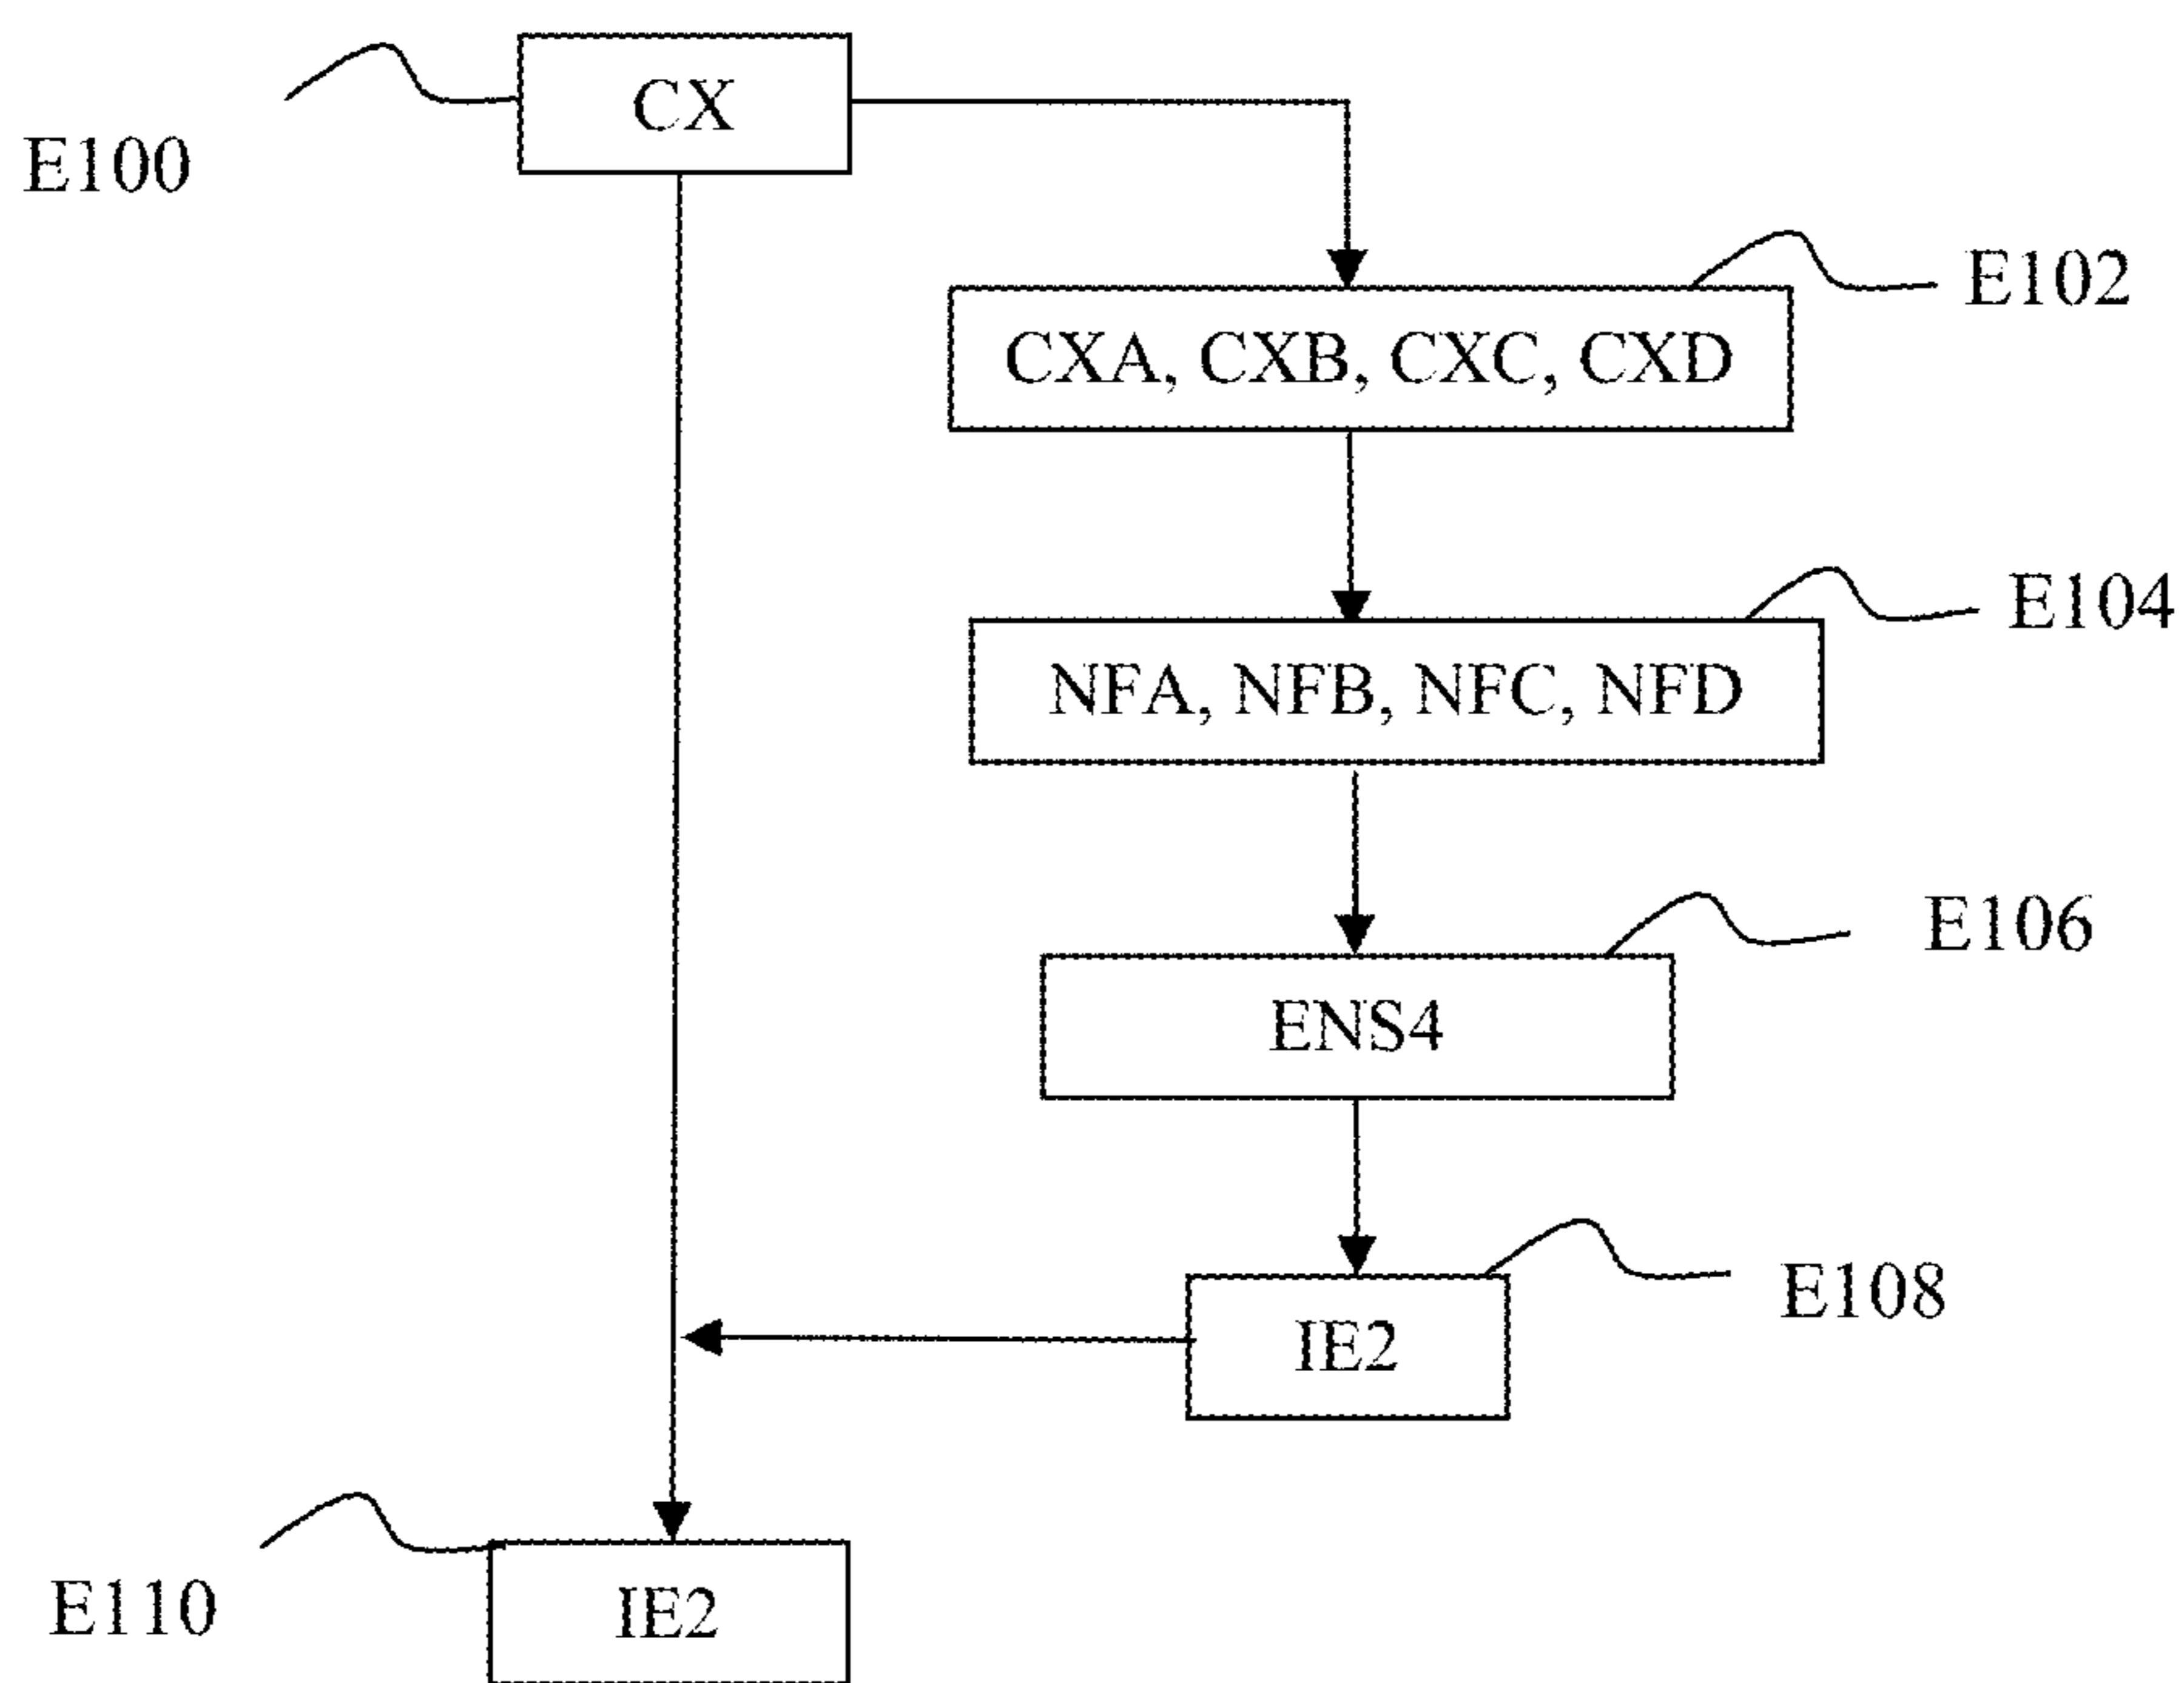 CX
E100
E102
CXA, CXB, CXC, CXD
E104
NFA, NFB, NFC, NFD
E106
ENS4
E108
IE2
E110
IE2